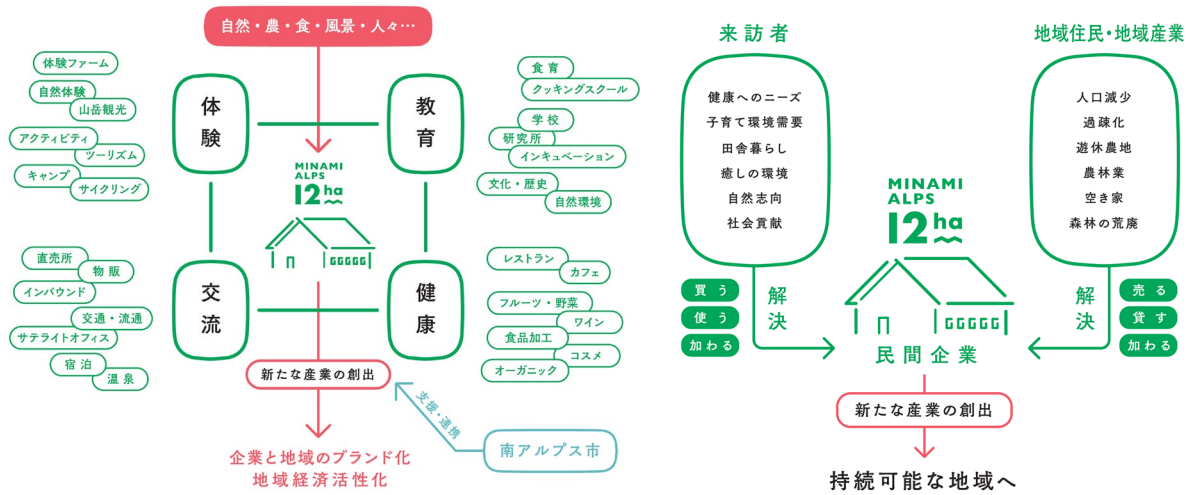 自然・農・食・風景・人々…
体験ファーム
自然体験
山岳観光
アクティビティ
ツーリズム
キャンプ
サイクリング
体験
教育
食育
クッキングスクール
学校
研究所
インキュベーション
文化・歴史
自然環境
MINAMI
ALPS
12ha
直売所
物販
インバウンド
交通・流通
サテライトオフィス
宿泊
温泉
交流
健康
レストラン
カフェ
フルーツ・野菜
ワイン
食品加工
コスメ
オーガニック
新たな産業の創出
支援・連携
南アルプス市
企業と地域のブランド化
地域経済活性化
来訪者
健康へのニーズ
子育て環境需要
田舎暮らし
癒しの環境
自然志向
社会貢献
買う
使う
加わる
解決
MINAMI
ALPS
12ha
民間企業
地域住民・地域産業
人口減少
過疎化
遊休農地
農林業
空き家
森林の荒廃
解決
売る
貸す
加わる
新たな産業の創出
持続可能な地域へ